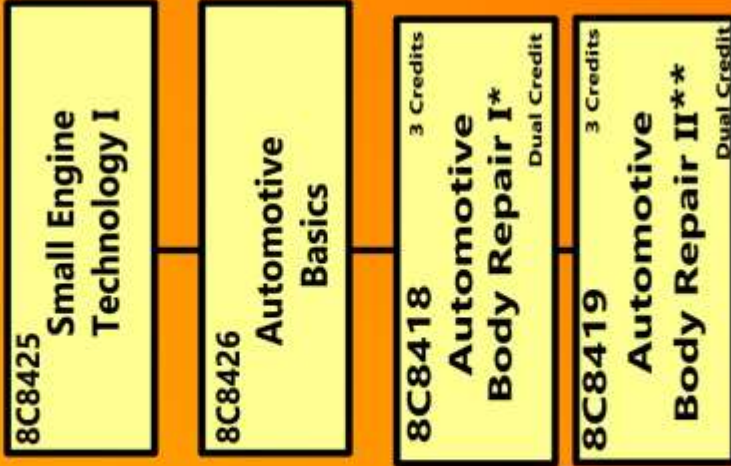 8C8425
Small Engine
Technology I
8C8426
Automotive
Basics
8C8418
3 Credits
Automotive
Body Repair I*
Dual Credit
8C8419
3 Credits
Automotive
Body Repair II**
Dual Credit